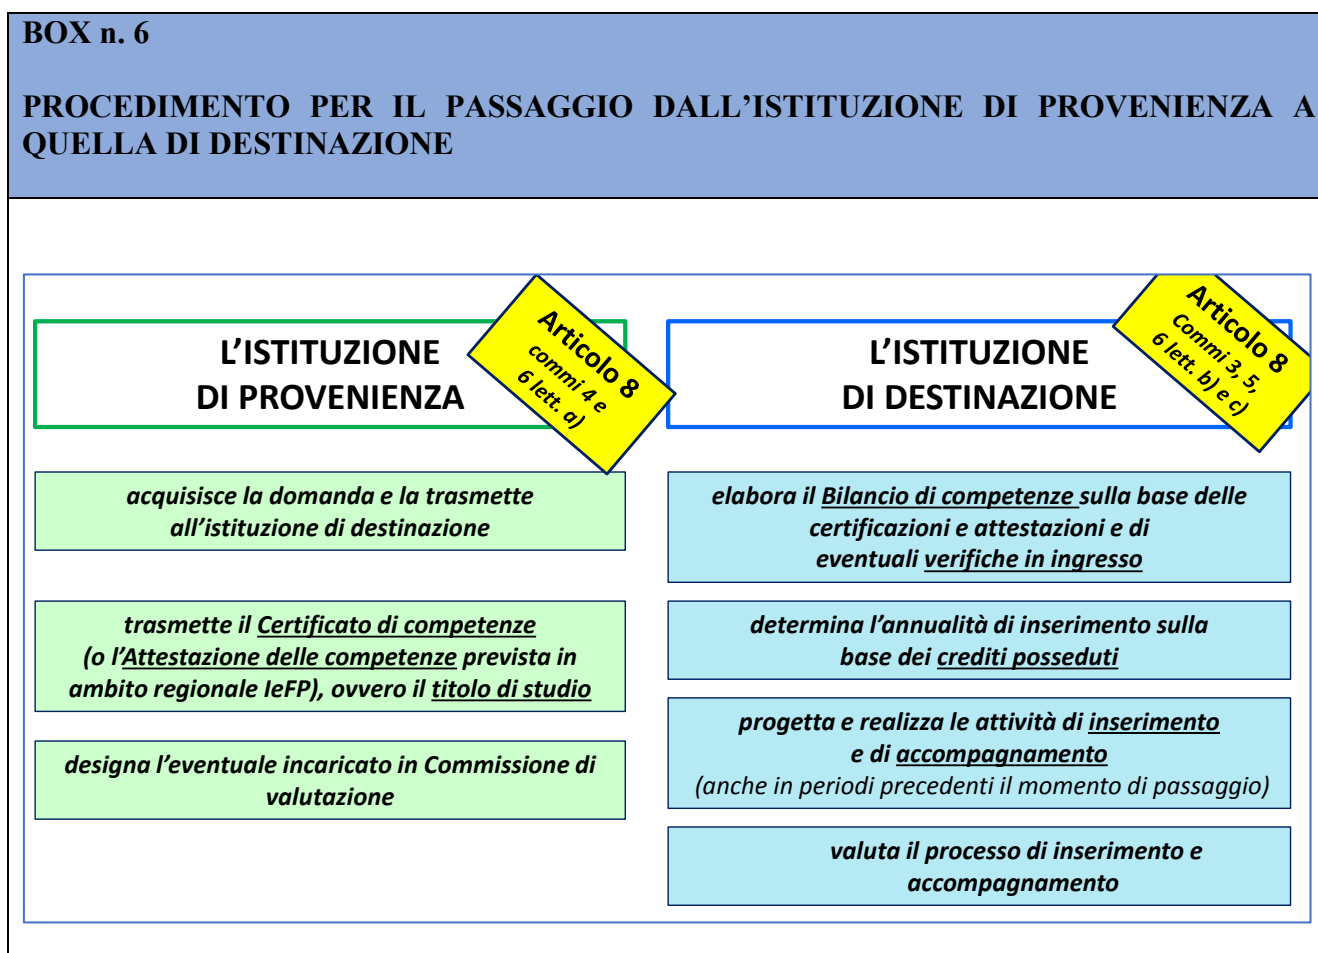 BOX n. 6
PROCEDIMENTO PER IL PASSAGGIO DALL’ISTITUZIONE DI PROVENIENZA A
QUELLA DI DESTINAZIONE
L’ISTITUZIONE
DI PROVENIENZA
Articolo 8
commi 4 e
6 lett. a)
acquisisce la domanda e la trasmette
all’istituzione di destinazione
trasmette il Certificato di competenze
(o l’Attestazione delle competenze prevista in
ambito regionale IeFP), ovvero il titolo di studio
designa l’eventuale incaricato in Commissione di
valutazione
L’ISTITUZIONE
DI DESTINAZIONE
Articolo 8
Commi 3, 5,
6 lett. b) e c)
elabora il Bilancio di competenze sulla base delle
certificazioni e attestazioni e di
eventuali verifiche in ingresso
determina l’annualità di inserimento sulla
base dei crediti posseduti
progetta e realizza le attività di inserimento
e di accompagnamento
(anche in periodi precedenti il momento di passaggio)
valuta il processo di inserimento e
accompagnamento